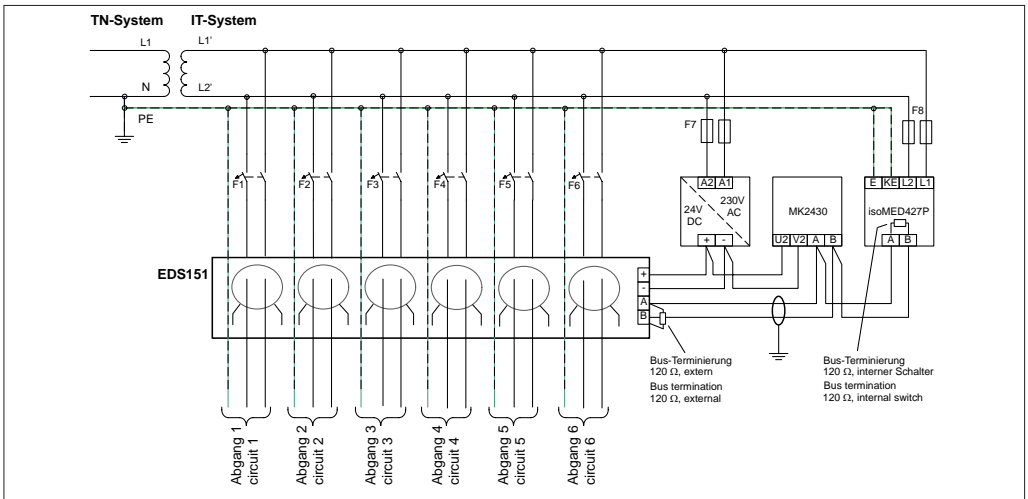 TN-System
IT-System
L1
L1'
N
L2'
PE
F7
F8
F1
F2
F3
F4
F5
F6
A2 A1
24V
DC
230V
AC
+ -
MK2430
U2 V2 A B
E KE L2 L1
isoMED427P
A B
EDS151
+
-
A
B
Bus-Terminierung
120 Ω, extern
Bus termination
120 Ω, external
Bus-Terminierung
120 Ω, interner Schalter
Bus termination
120 Ω, internal switch
Abgang 1
circuit 1
Abgang 2
circuit 2
Abgang 3
circuit 3
Abgang 4
circuit 4
Abgang 5
circuit 5
Abgang 6
circuit 6